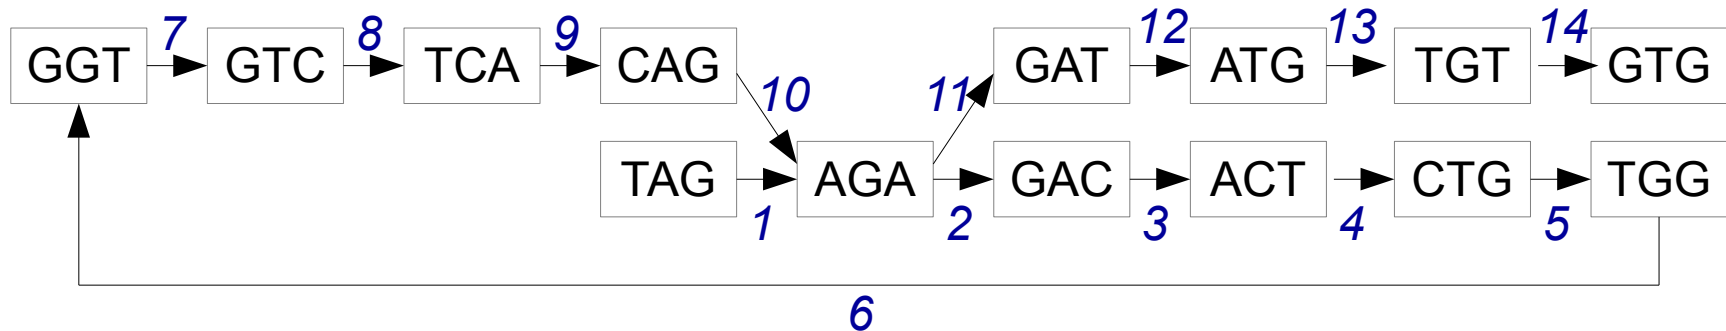 7 8 9 12 13 14
GGT GTC TCA CAG GAT ATG TGT GTG
10 11
TAG AGA GAC ACT CTG TGG
1 2 3 4 5
6